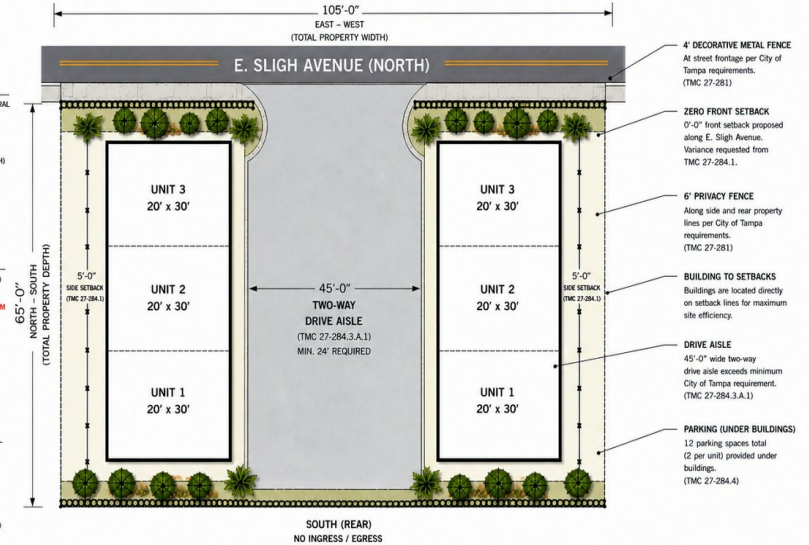 105'-0"
EAST – WEST
(TOTAL PROPERTY WIDTH)
E. SLIGH AVENUE (NORTH)
65'-0"
NORTH – SOUTH
(TOTAL PROPERTY DEPTH)
UNIT 3
20' x 30'
UNIT 2
20' x 30'
UNIT 1
20' x 30'
5'-0"
SIDE SETBACK
(TMC 27-284.1)
45'-0"
TWO-WAY
DRIVE AISLE
(TMC 27-284.3.A.1)
MIN. 24' REQUIRED
UNIT 3
20' x 30'
UNIT 2
20' x 30'
UNIT 1
20' x 30'
5'-0"
SIDE SETBACK
(TMC 27-284.1)
SOUTH (REAR)
NO INGRESS / EGRESS
4' DECORATIVE METAL FENCE
At street frontage per City of
Tampa requirements.
(TMC 27-281)
ZERO FRONT SETBACK
0'-0" front setback proposed
along E. Sligh Avenue.
Variance requested from
TMC 27-284.1.
6' PRIVACY FENCE
Along side and rear property
lines per City of Tampa
requirements.
(TMC 27-281)
BUILDING TO SETBACKS
Buildings are located directly
on setback lines for maximum
site efficiency.
DRIVE AISLE
45'-0" wide two-way
drive aisle exceeds minimum
City of Tampa requirement.
(TMC 27-284.3.A.1)
PARKING (UNDER BUILDINGS)
12 parking spaces total
(2 per unit) provided under
buildings.
(TMC 27-284.4)